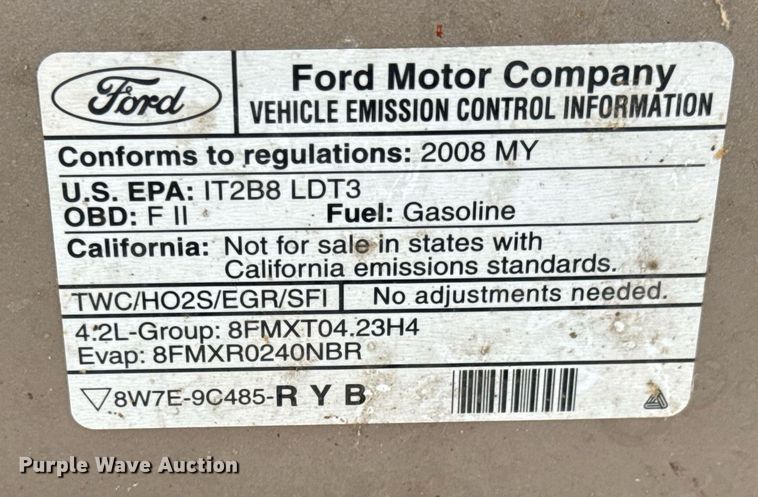 Ford
Ford Motor Company
VEHICLE EMISSION CONTROL INFORMATION
Conforms to regulations: 2008 MY
U.S. EPA: IT2B8 LDT3
OBD: F II Fuel: Gasoline
California: Not for sale in states with
California emissions standards.
TWC/HO2S/EGR/SFI No adjustments needed.
4.2L-Group: 8FMXT04.23H4
Evap: 8FMXR0240NBR
8W7E-9C485-R Y B
Purple Wave Auction